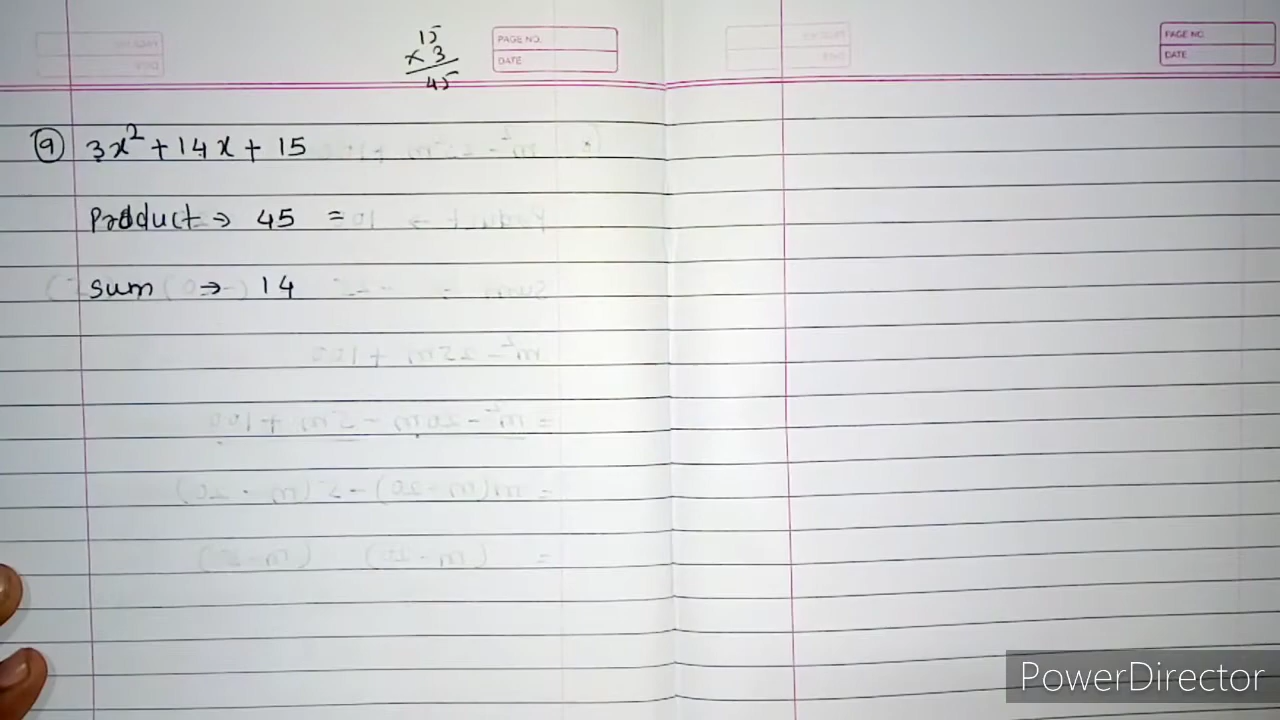 15
× 3
45
PAGE NO.
DATE
PAGE NO.
DATE
9 3x² + 14x + 15
Product → 45 =
Sum → 14
PowerDirector